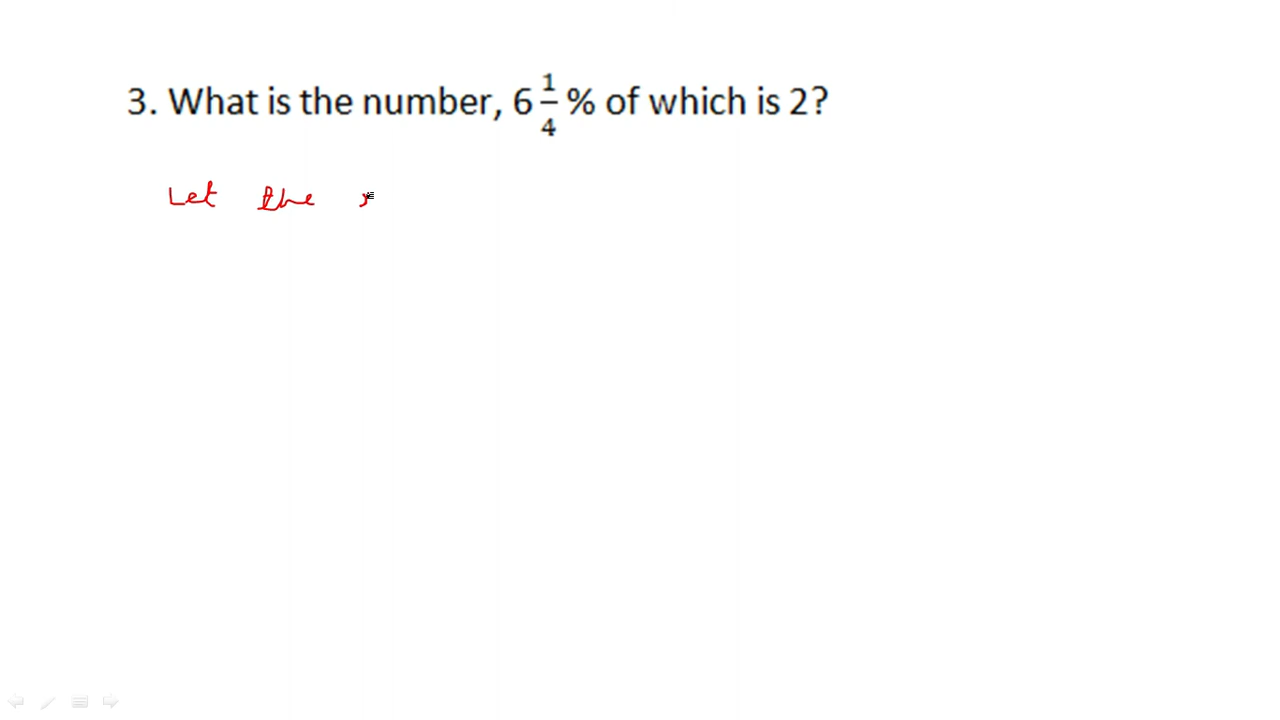 3. What is the number, 6 1/4 % of which is 2?
Let the